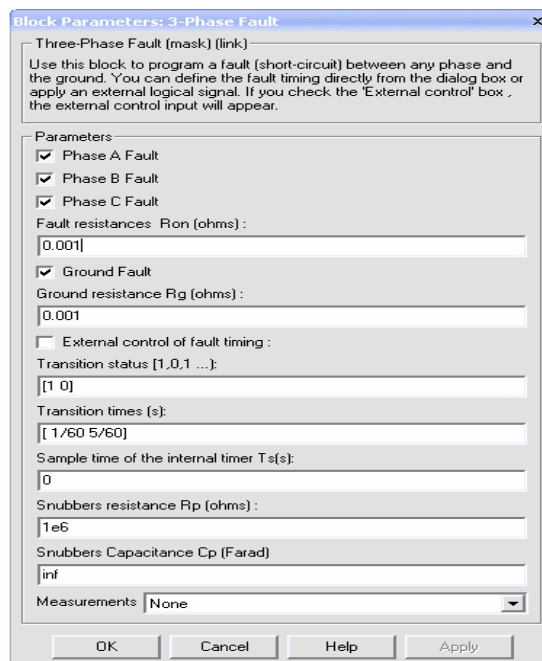 Block Parameters: 3-Phase Fault
Three-Phase Fault (mask) (link)
Use this block to program a fault (short-circuit) between any phase and
the ground. You can define the fault timing directly from the dialog box or
apply an external logical signal. If you check the 'External control' box ,
the external control input will appear.
Parameters
Phase A Fault
Phase B Fault
Phase C Fault
Fault resistances Ron (ohms) :
0.001
Ground Fault
Ground resistance Rg (ohms) :
0.001
External control of fault timing :
Transition status [1,0,1 ...):
[1 0]
Transition times (s):
[ 1/60 5/60]
Sample time of the internal timer Ts(s):
0
Snubbers resistance Rp (ohms) :
1e6
Snubbers Capacitance Cp (Farad)
inf
Measurements None
OK Cancel Help Apply